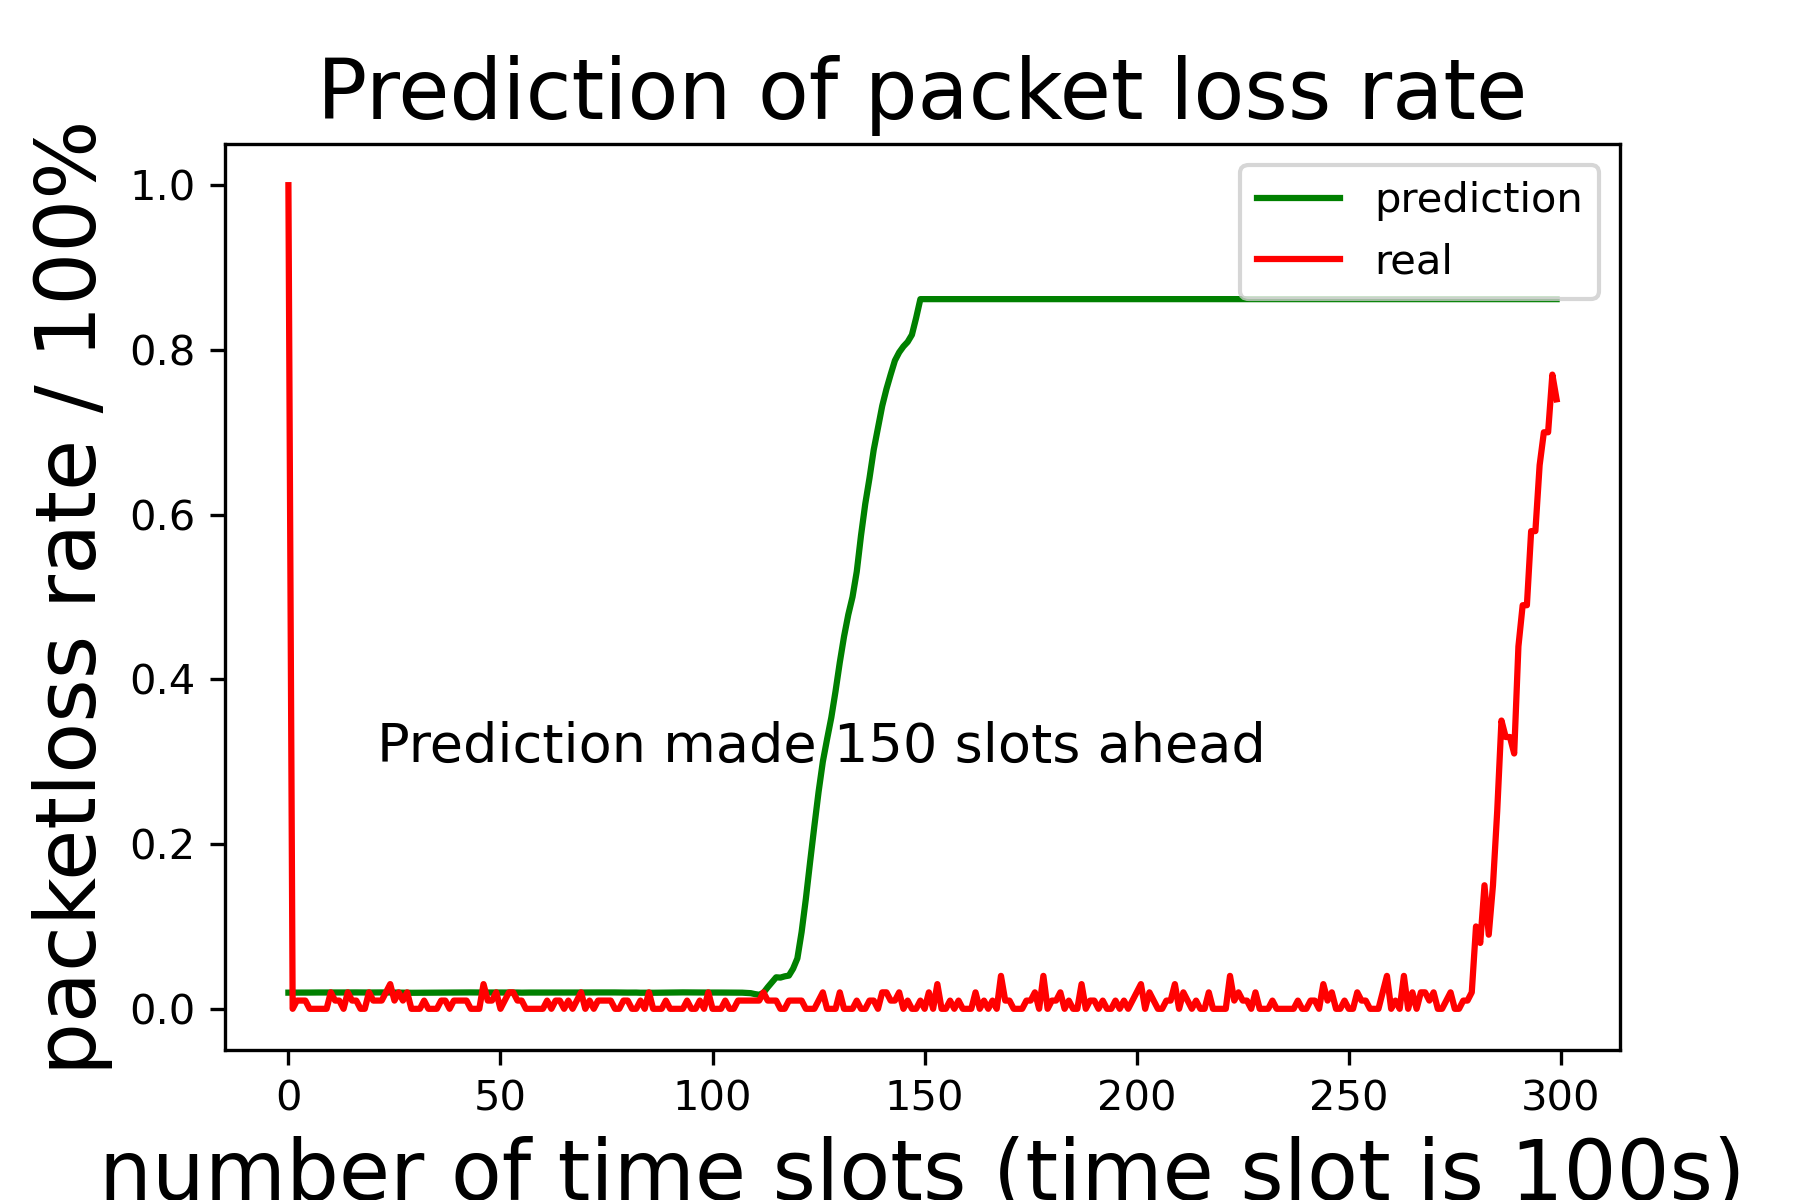 Prediction of packet loss rate
packetloss rate / 100%
1.0
0.8
0.6
0.4
0.2
0.0
prediction
real
Prediction made 150 slots ahead
0 50 100 150 200 250 300
number of time slots (time slot is 100s)